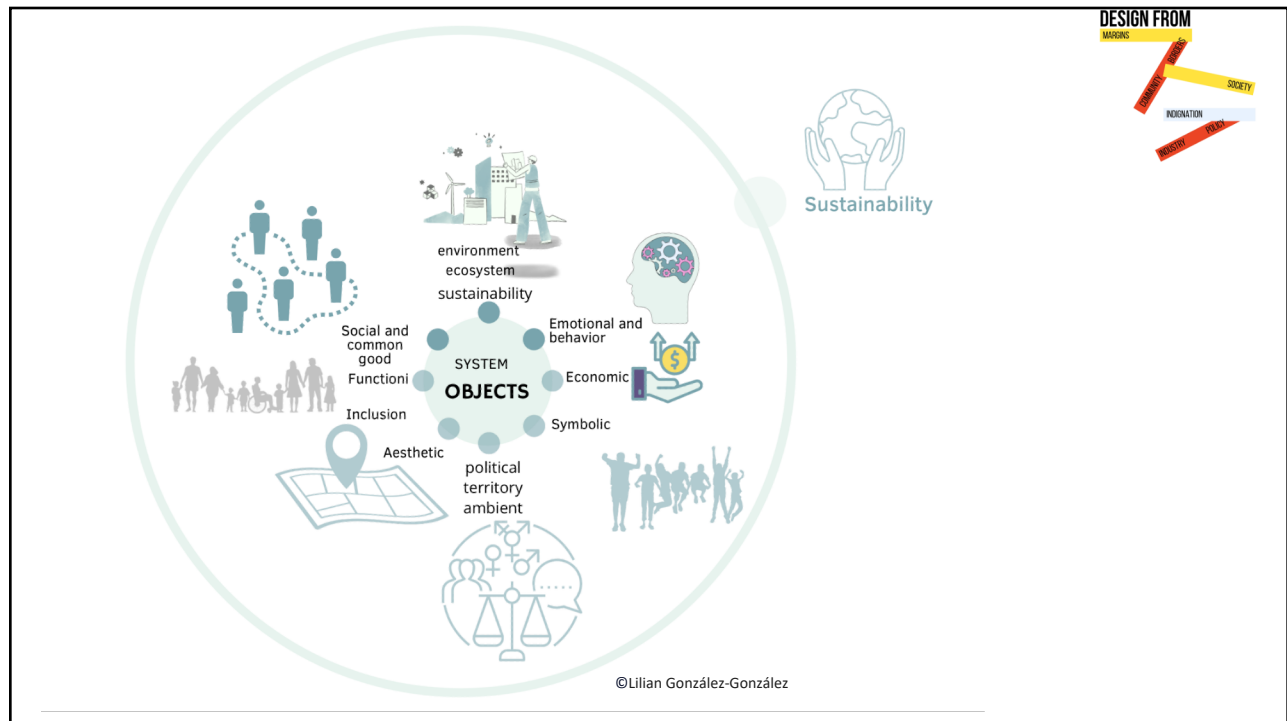 DESIGN FROM
MARGINS
BORDERS
COMMUNITY
SOCIETY
INDIGNATION
POLICY
INDUSTRY
Sustainability
environment
ecosystem
sustainability
Social and
common
good
Emotional and
behavior
SYSTEM
OBJECTS
Functioni
Economic
Inclusion
Symbolic
Aesthetic
political
territory
ambient
©Lilian González-González